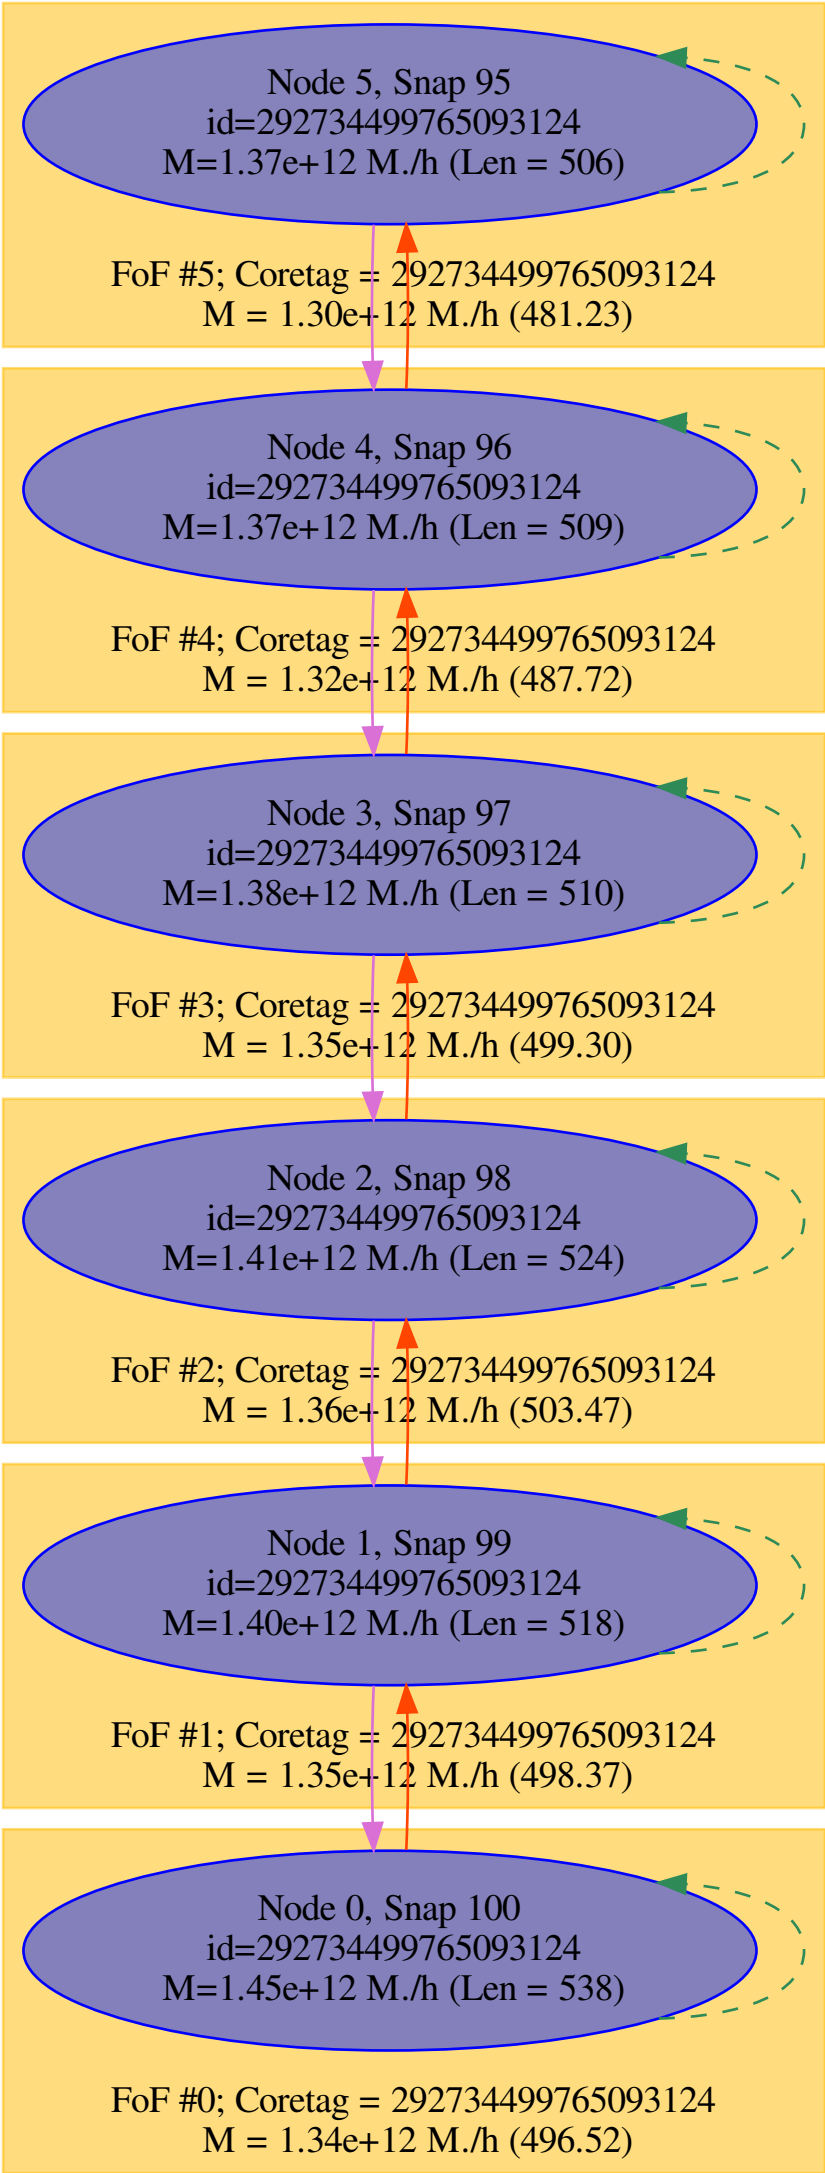 Node 5, Snap 95
id=292734499765093124
M=1.37e+12 M./h (Len = 506)
FoF #5; Coretag = 292734499765093124
M = 1.30e+12 M./h (481.23)
Node 4, Snap 96
id=292734499765093124
M=1.37e+12 M./h (Len = 509)
FoF #4; Coretag = 292734499765093124
M = 1.32e+12 M./h (487.72)
Node 3, Snap 97
id=292734499765093124
M=1.38e+12 M./h (Len = 510)
FoF #3; Coretag = 292734499765093124
M = 1.35e+12 M./h (499.30)
Node 2, Snap 98
id=292734499765093124
M=1.41e+12 M./h (Len = 524)
FoF #2; Coretag = 292734499765093124
M = 1.36e+12 M./h (503.47)
Node 1, Snap 99
id=292734499765093124
M=1.40e+12 M./h (Len = 518)
FoF #1; Coretag = 292734499765093124
M = 1.35e+12 M./h (498.37)
Node 0, Snap 100
id=292734499765093124
M=1.45e+12 M./h (Len = 538)
FoF #0; Coretag = 292734499765093124
M = 1.34e+12 M./h (496.52)